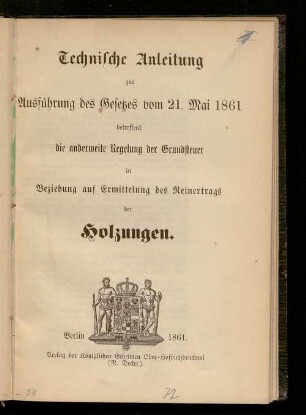 Technische Anleitung
zur
Ausführung des Gesetzes vom 21. Mai 1861
betreffend
die anderweite Regelung der Grundsteuer
in
Beziehung auf Ermittelung des Reinertrags
der
Holzungen.
Berlin 1861.
Verlag der Königlichen Geheimen Ober-Hofbuchdruckerei
(R. Decker).